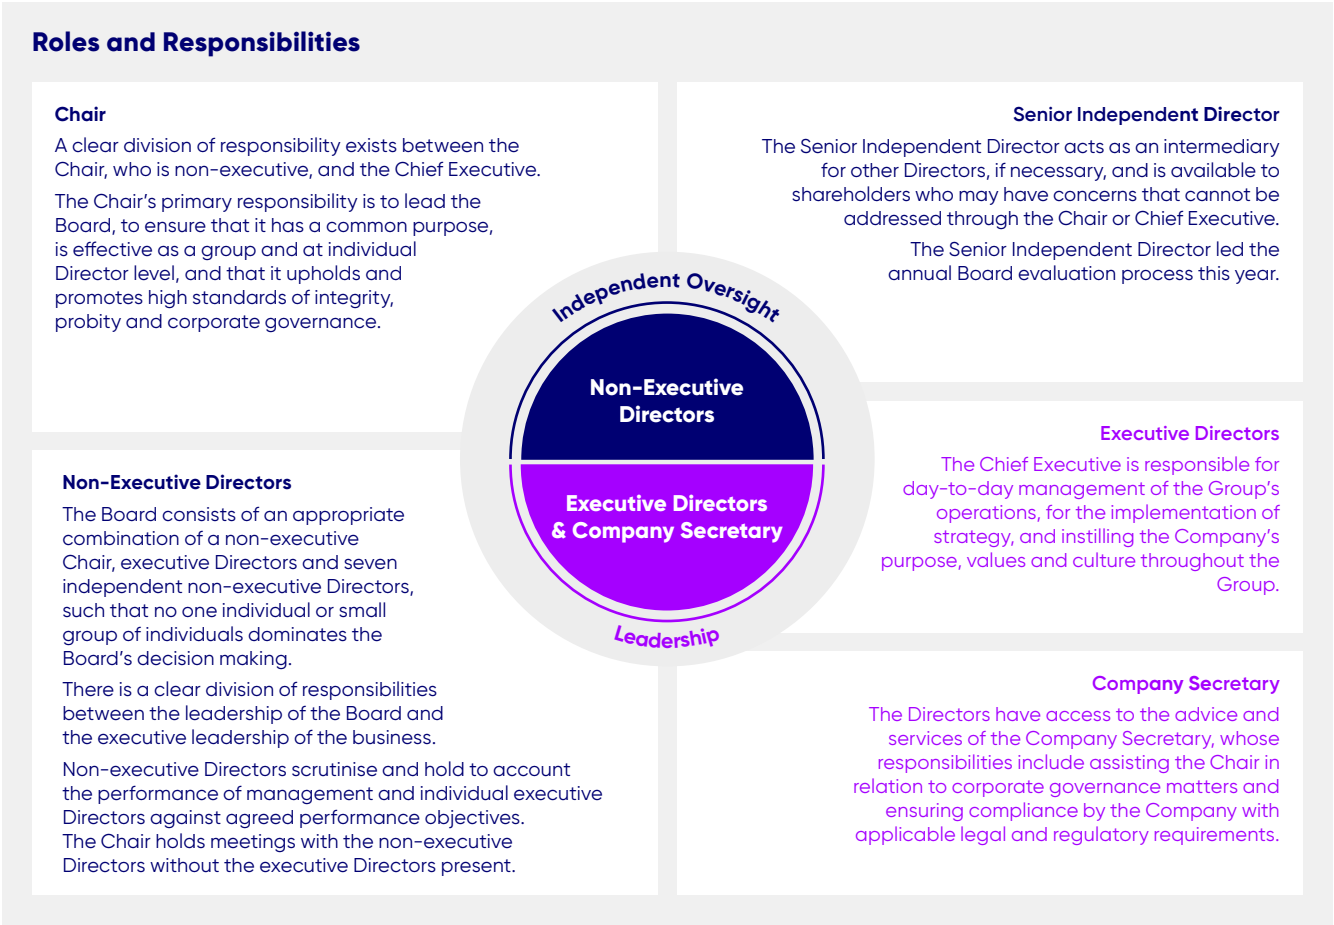 Roles and Responsibilities
Chair
A clear division of responsibility exists between the
Chair, who is non-executive, and the Chief Executive.
The Chair’s primary responsibility is to lead the
Board, to ensure that it has a common purpose,
is effective as a group and at individual
Director level, and that it upholds and
promotes high standards of integrity,
probity and corporate governance.
Senior Independent Director
The Senior Independent Director acts as an intermediary
for other Directors, if necessary, and is available to
shareholders who may have concerns that cannot be
addressed through the Chair or Chief Executive.
The Senior Independent Director led the
annual Board evaluation process this year.
Independent Oversight
Non-Executive
Directors
Executive Directors
& Company Secretary
Leadership
Non-Executive Directors
The Board consists of an appropriate
combination of a non-executive
Chair, executive Directors and seven
independent non-executive Directors,
such that no one individual or small
group of individuals dominates the
Board’s decision making.
There is a clear division of responsibilities
between the leadership of the Board and
the executive leadership of the business.
Non-executive Directors scrutinise and hold to account
the performance of management and individual executive
Directors against agreed performance objectives.
The Chair holds meetings with the non-executive
Directors without the executive Directors present.
Executive Directors
The Chief Executive is responsible for
day-to-day management of the Group’s
operations, for the implementation of
strategy, and instilling the Company’s
purpose, values and culture throughout the
Group.
Company Secretary
The Directors have access to the advice and
services of the Company Secretary, whose
responsibilities include assisting the Chair in
relation to corporate governance matters and
ensuring compliance by the Company with
applicable legal and regulatory requirements.